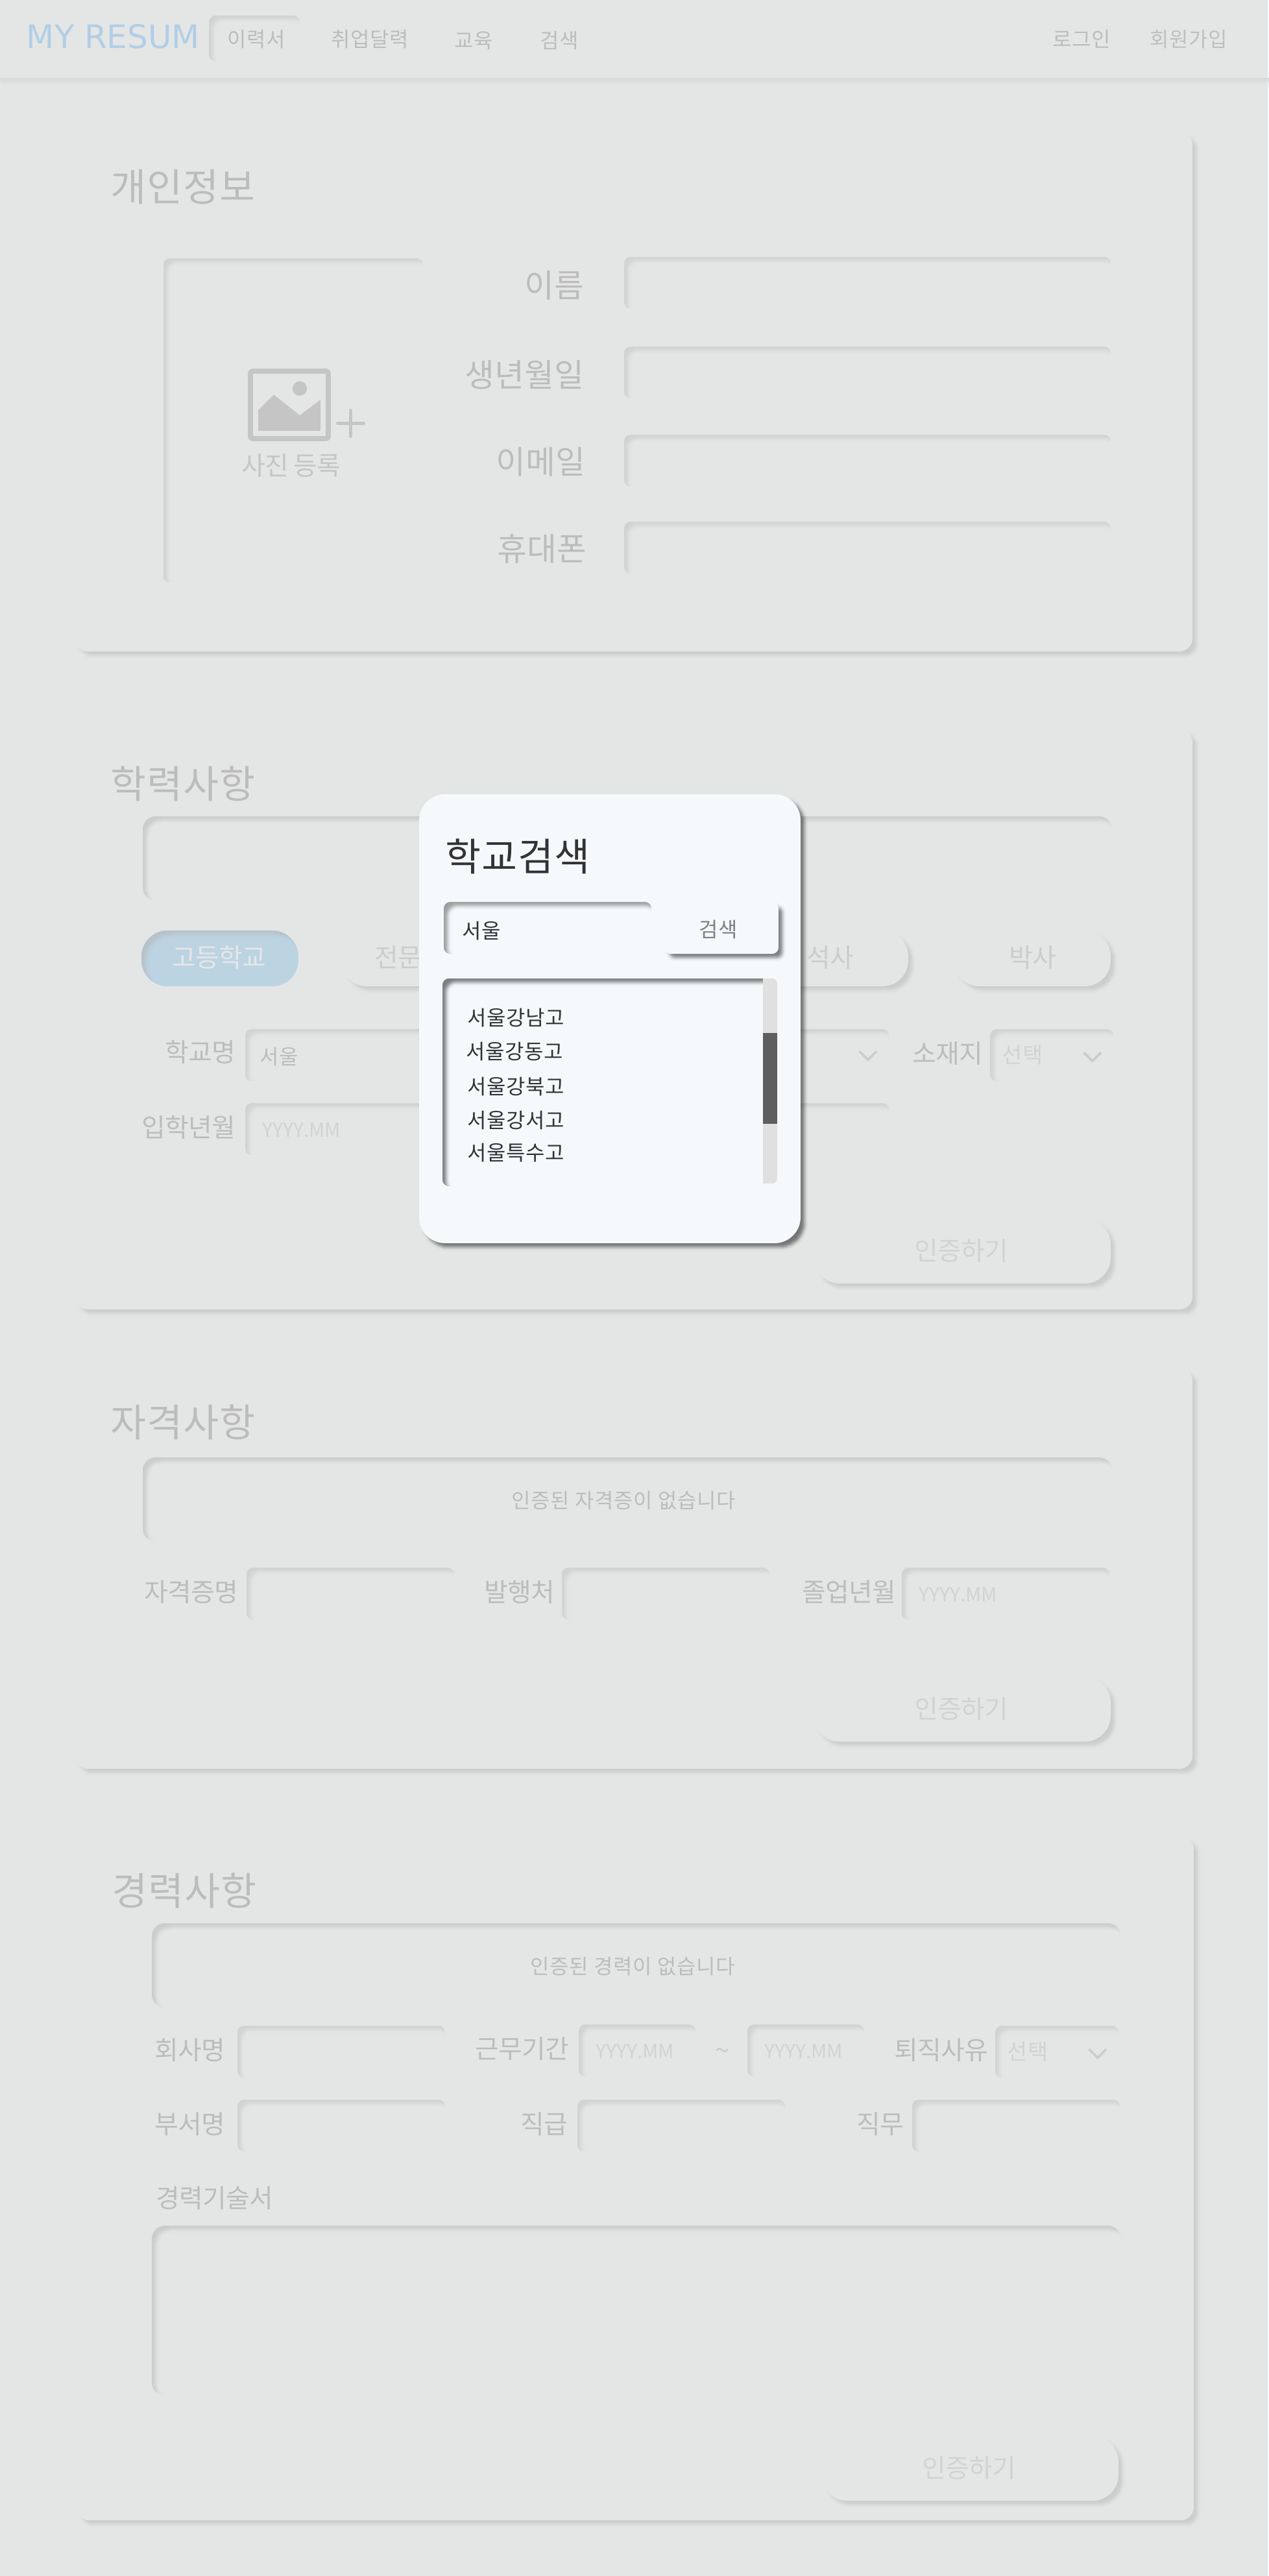 MY RESUM 이력서 취업달력 교육 검색 로그인 회원가입
개인정보
이름
생년월일
이메일
사진 등록
휴대폰
학력사항
학교검색
서울 검색
고등학교 전문 석사 박사
서울강남고
서울강동고
서울강북고
서울강서고
서울특수고
학교명 서울 소재지 선택
입학년월 YYYY.MM
인증하기
자격사항
인증된 자격증이 없습니다
자격증명 발행처 졸업년월 YYYY.MM
인증하기
경력사항
인증된 경력이 없습니다
회사명 근무기간 YYYY.MM ~ YYYY.MM 퇴직사유 선택
부서명 직급 직무
경력기술서
인증하기